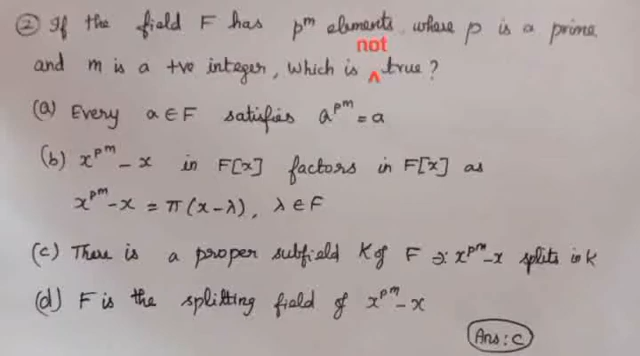 ② If the field F has p^m elements where p is a prime
not
and m is a +ve integer, which is ^ true?
(a) Every a ∈ F satisfies a^{p^m} = a
(b) x^{p^m} - x in F[x] factors in F[x] as
x^{p^m} - x = π(x-λ), λ ∈ F
(c) There is a proper subfield K of F ∋: x^{p^m} - x splits in K
(d) F is the splitting field of x^{p^m} - x
Ans: C